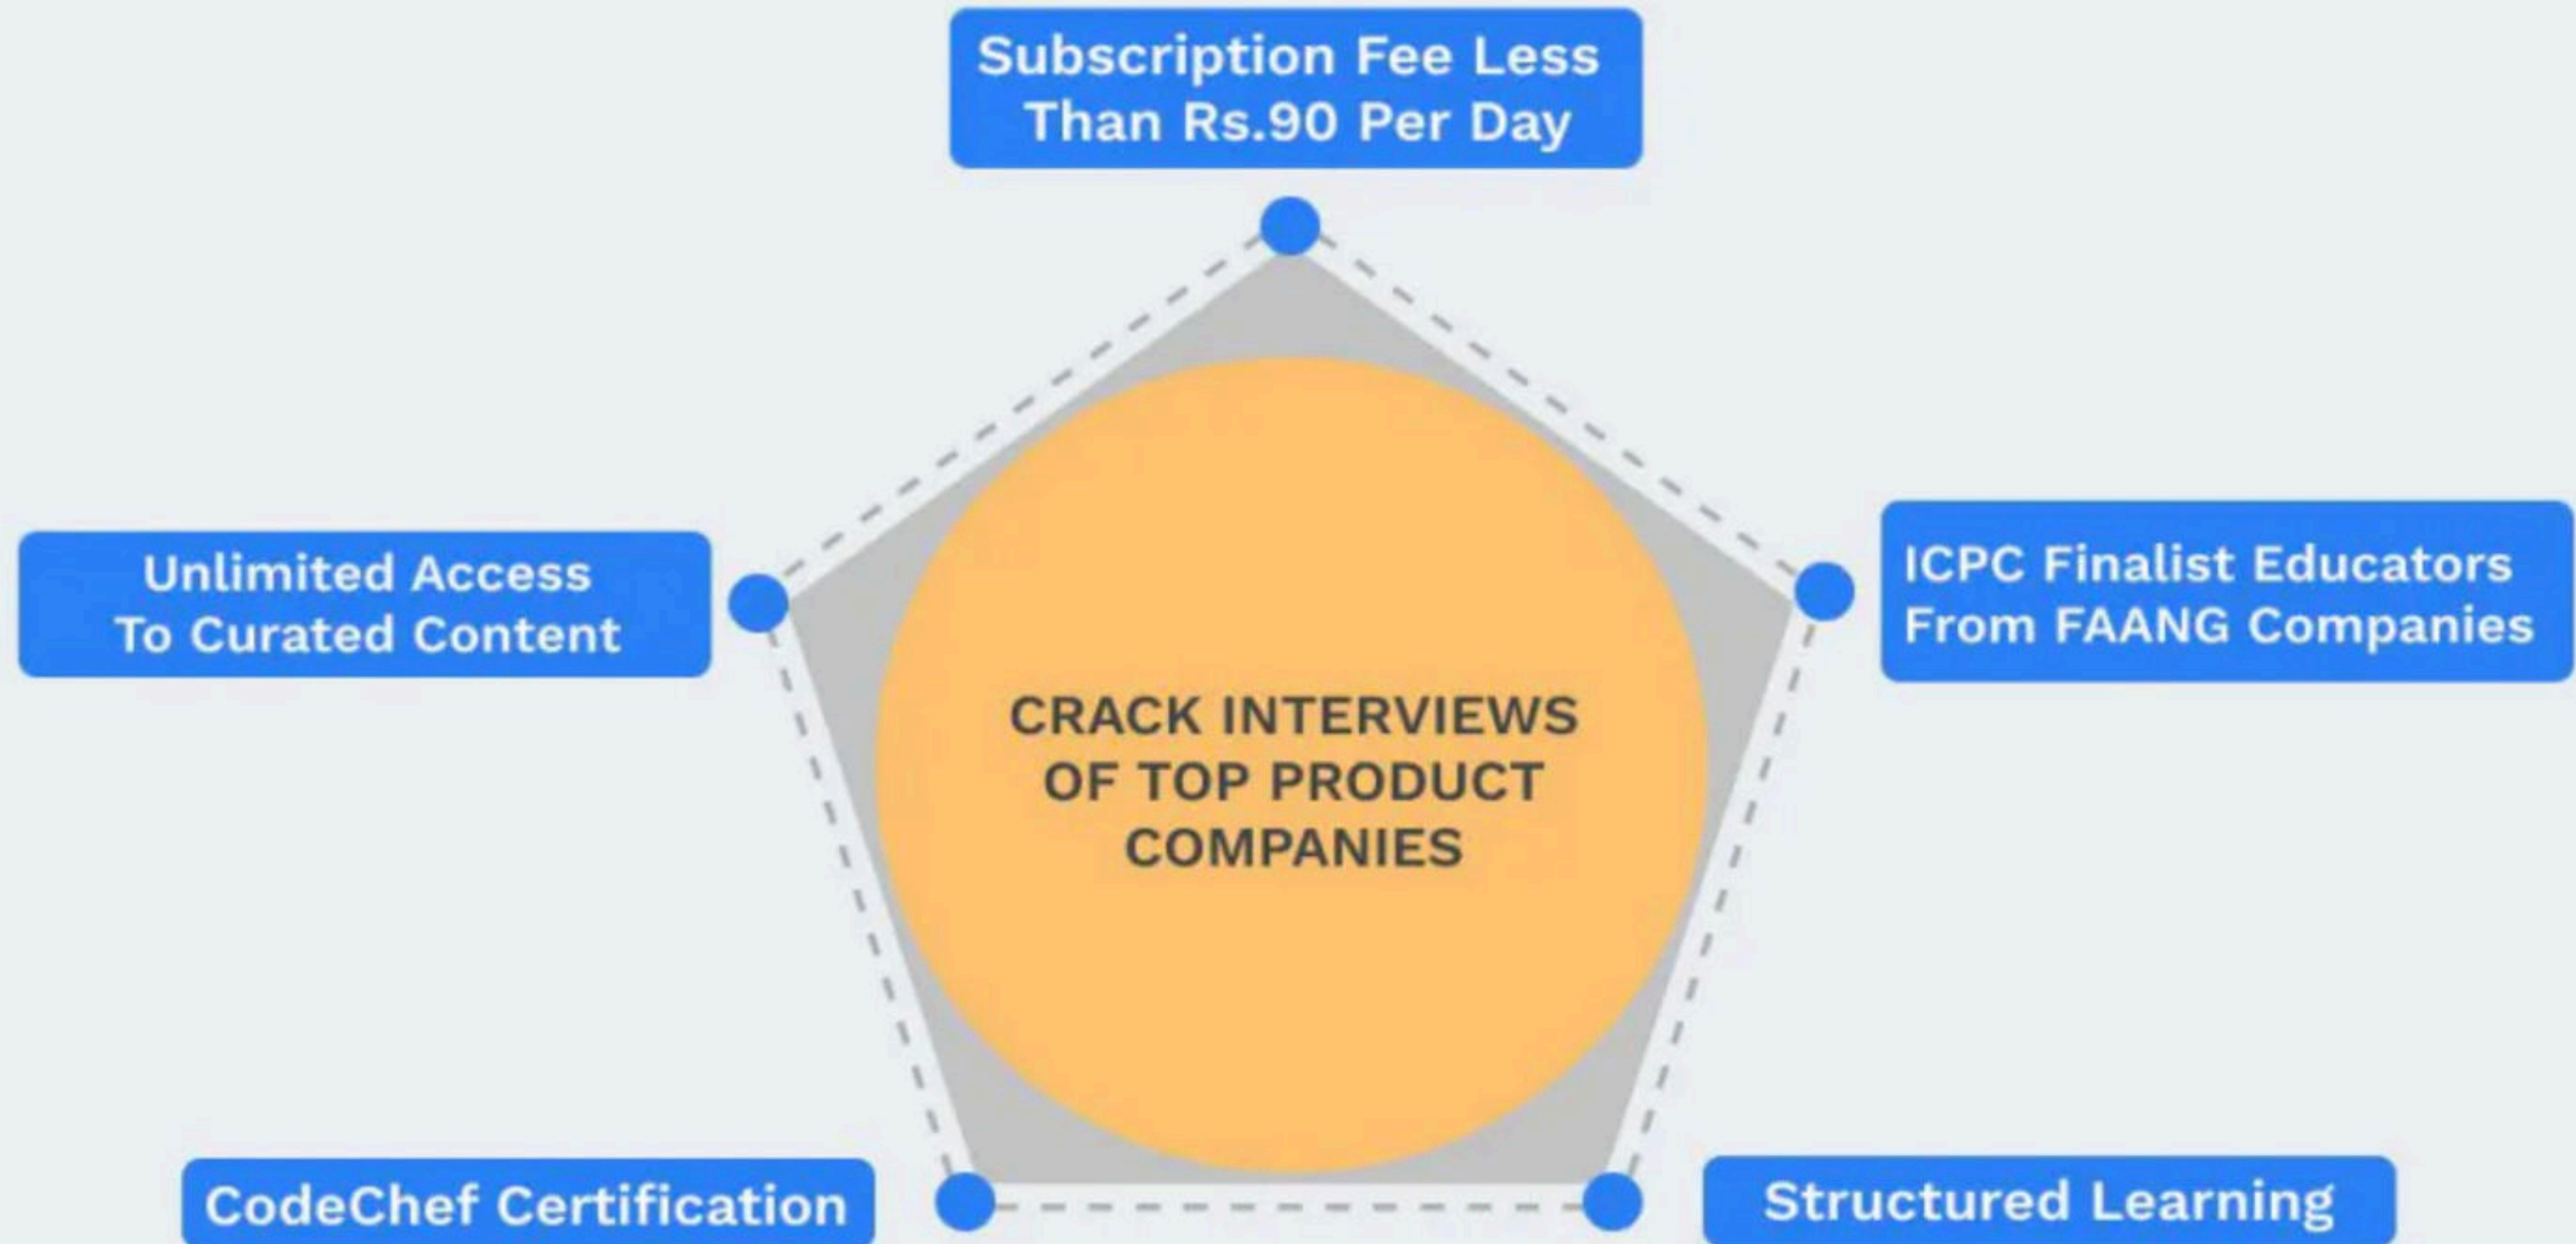 Subscription Fee Less
Than Rs.90 Per Day
Unlimited Access
To Curated Content
ICPC Finalist Educators
From FAANG Companies
CRACK INTERVIEWS
OF TOP PRODUCT
COMPANIES
CodeChef Certification
Structured Learning